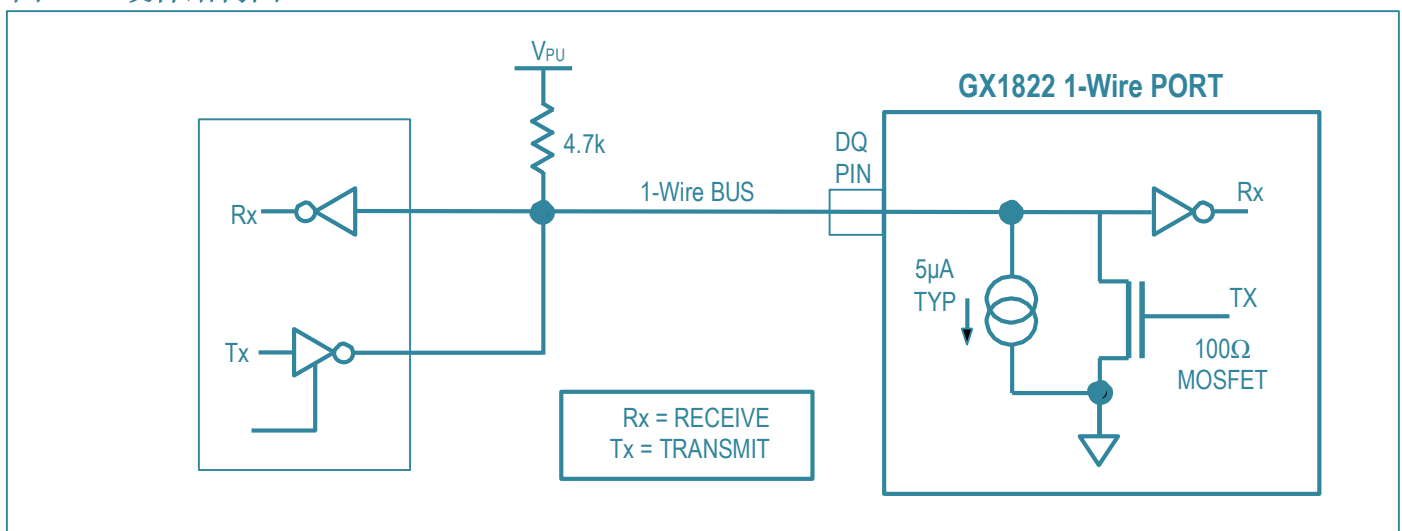 VPU
GX1822 1-Wire PORT
4.7k
DQ
PIN
1-Wire BUS
Rx
Rx
5µA
TYP
TX
Tx
100Ω
MOSFET
Rx = RECEIVE
Tx = TRANSMIT